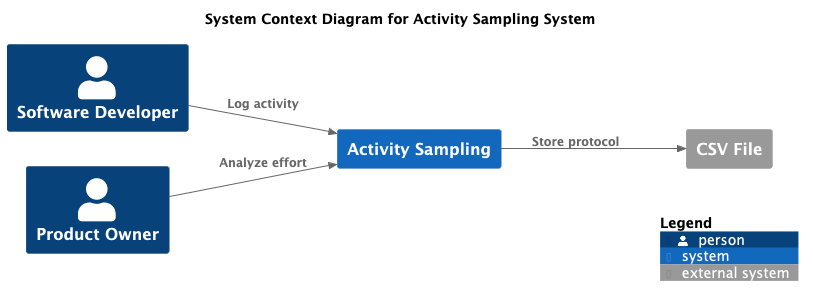 System Context Diagram for Activity Sampling System
Software Developer
Log activity
Activity Sampling
Store protocol
CSV File
Analyze effort
Product Owner
Legend
person
system
external system